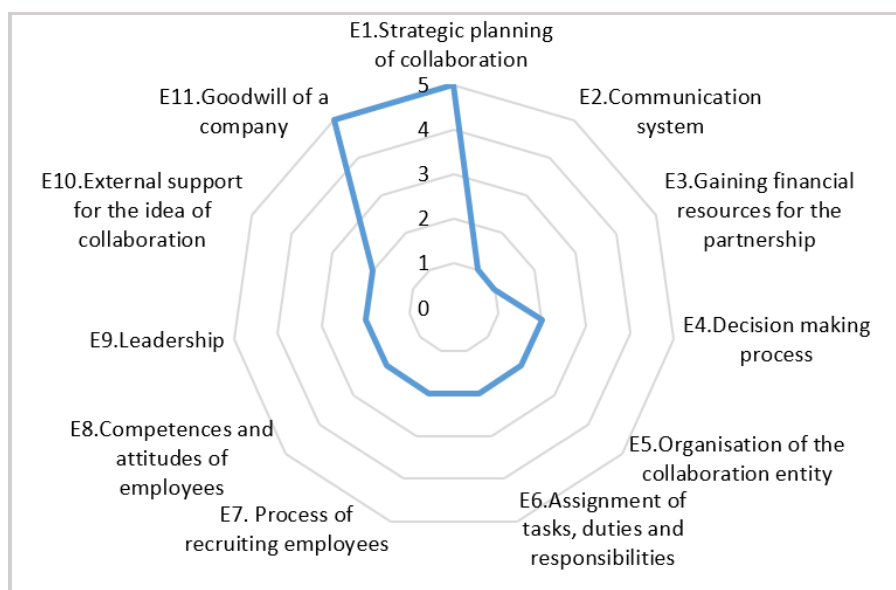 E1.Strategic planning
of collaboration
E2.Communication
system
E3.Gaining financial
resources for the
partnership
E4.Decision making
process
E5.Organisation of the
collaboration entity
E6.Assignment of
tasks, duties and
responsibilities
E7. Process of
recruiting employees
E8.Competences and
attitudes of
employees
E9.Leadership
E10.External support
for the idea of
collaboration
E11.Goodwill of a
company
5
4
3
2
1
0